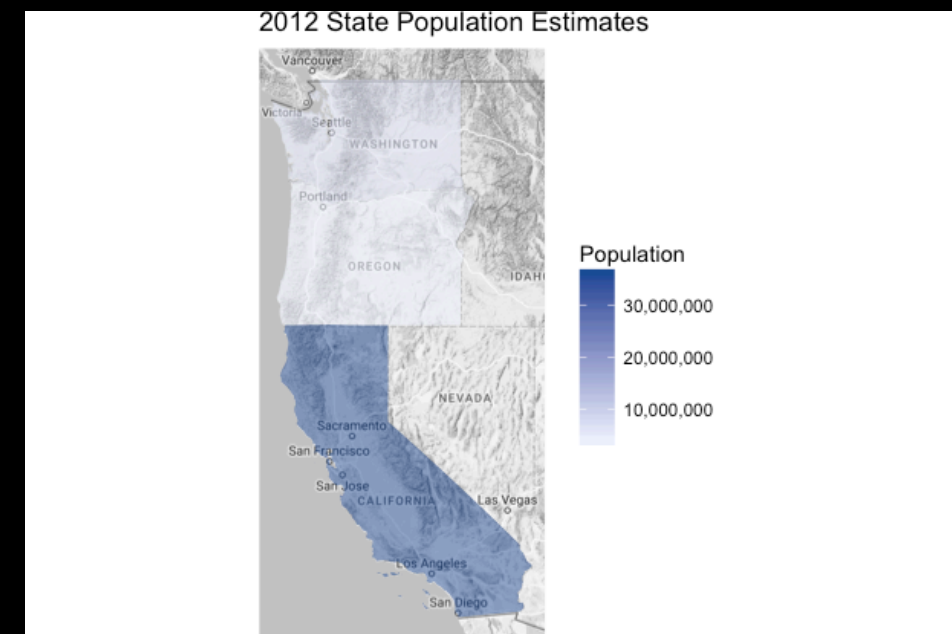 2012 State Population Estimates
Vancouver
Victoria
Seattle
WASHINGTON
Portland
OREGON
IDAH
Population
30,000,000
20,000,000
10,000,000
NEVADA
Sacramento
San Francisco
San Jose
CALIFORNIA
Las Vegas
Los Angeles
San Diego